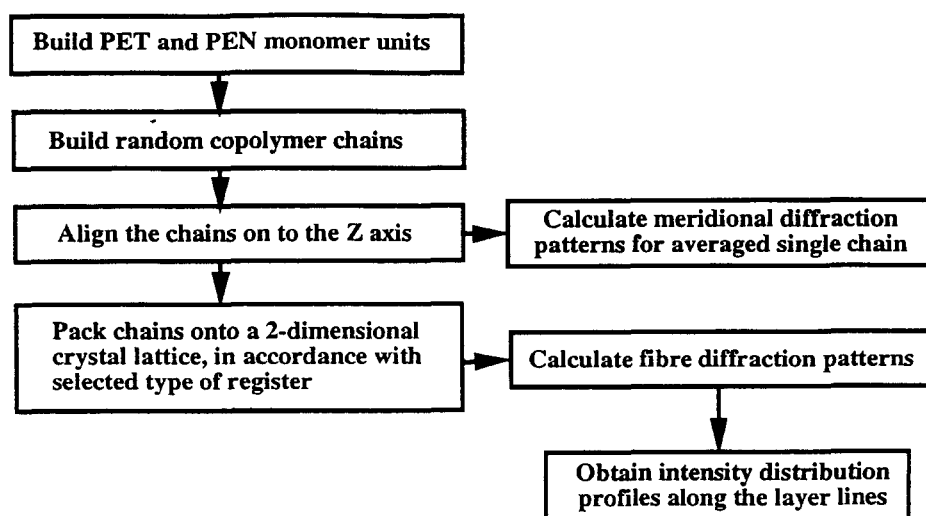 Build PET and PEN monomer units
Build random copolymer chains
Align the chains on to the Z axis
Calculate meridional diffraction
patterns for averaged single chain
Pack chains onto a 2-dimensional
crystal lattice, in accordance with
selected type of register
Calculate fibre diffraction patterns
Obtain intensity distribution
profiles along the layer lines